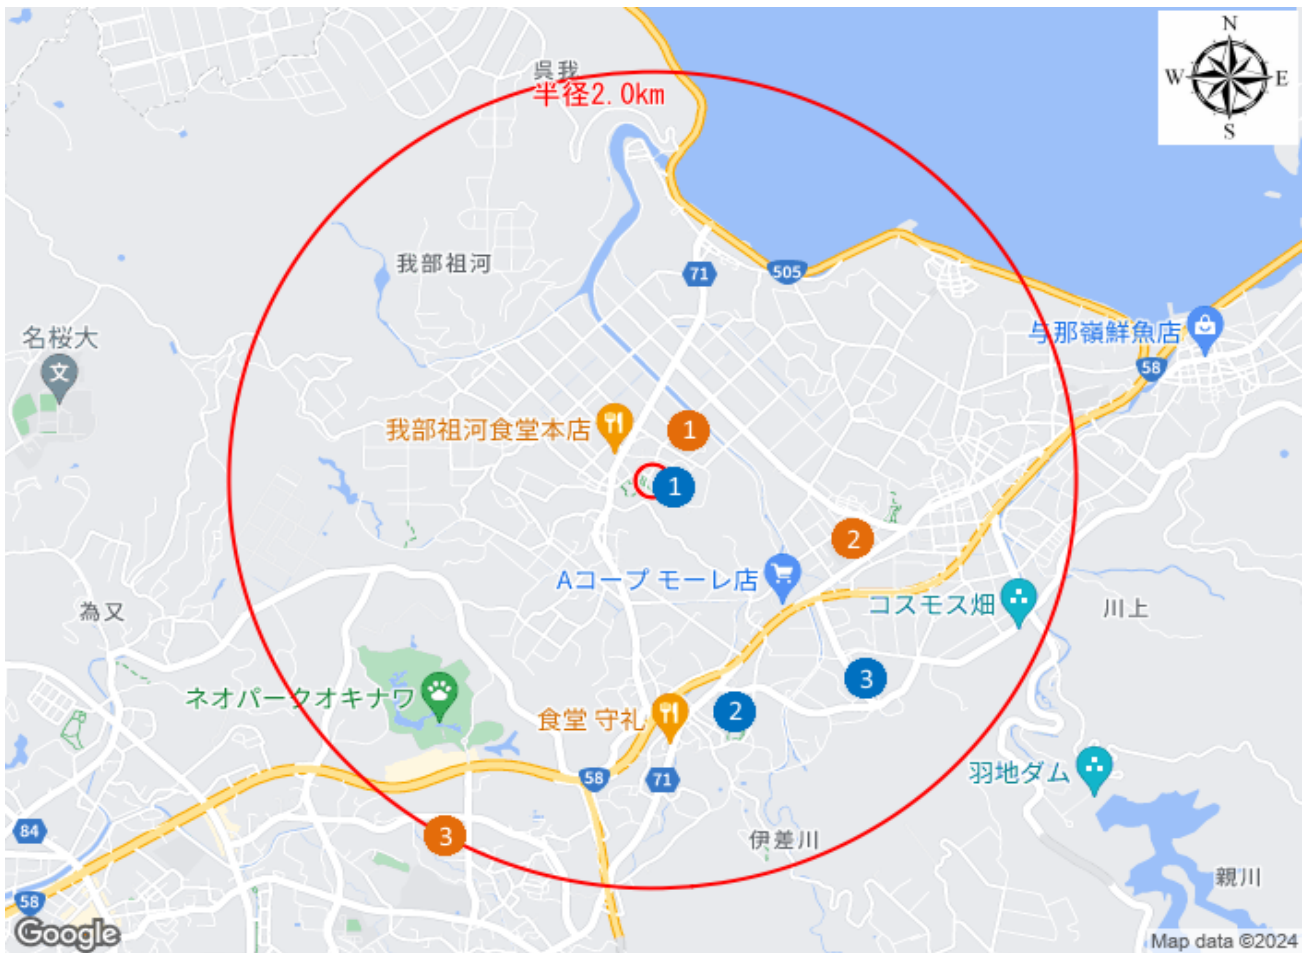 N
W E
S
呉我
半径2.0km
我部祖河
71
505
名桜大
文
与那嶺鮮魚店
58
我部祖河食堂本店
1
1
2
Aコープ モーレ店
コスモス畑
川上
為又
3
ネオパークオキナワ
2
食堂 守礼
58
71
羽地ダム
84
3
伊差川
親川
58
Google
Map data ©2024